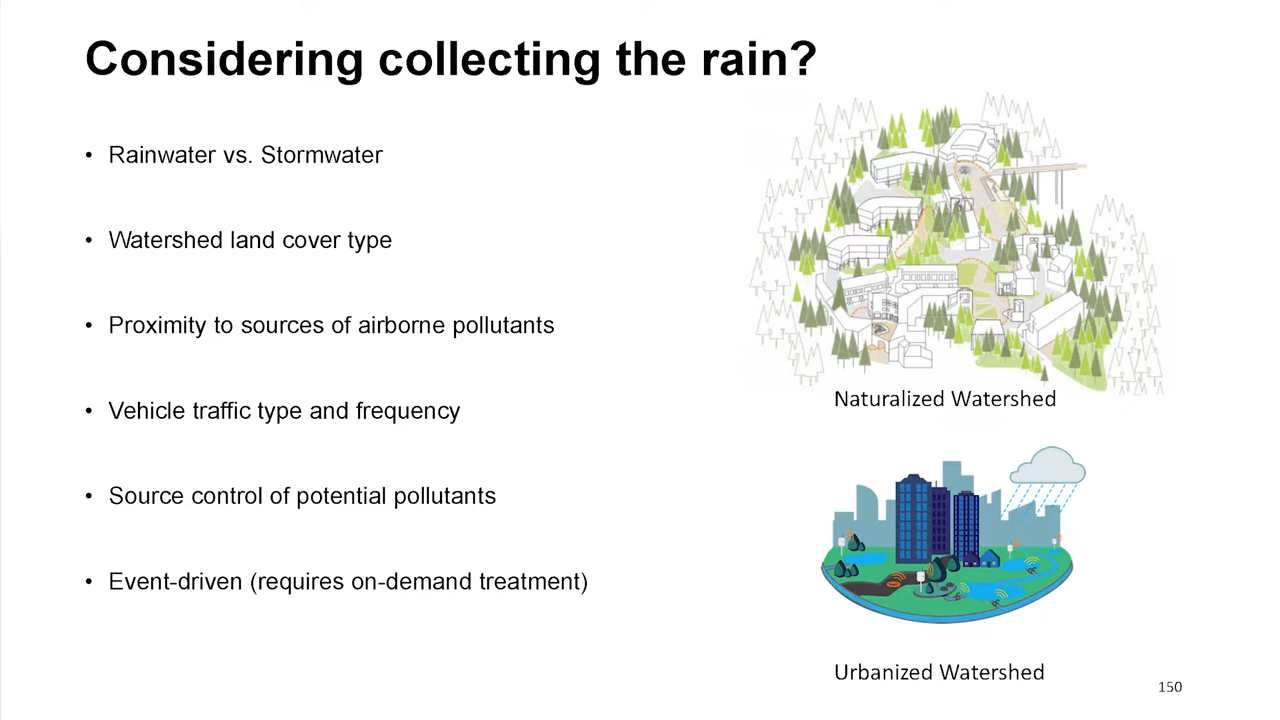 Considering collecting the rain?
• Rainwater vs. Stormwater
• Watershed land cover type
• Proximity to sources of airborne pollutants
• Vehicle traffic type and frequency
• Source control of potential pollutants
• Event-driven (requires on-demand treatment)
Naturalized Watershed
Urbanized Watershed
150